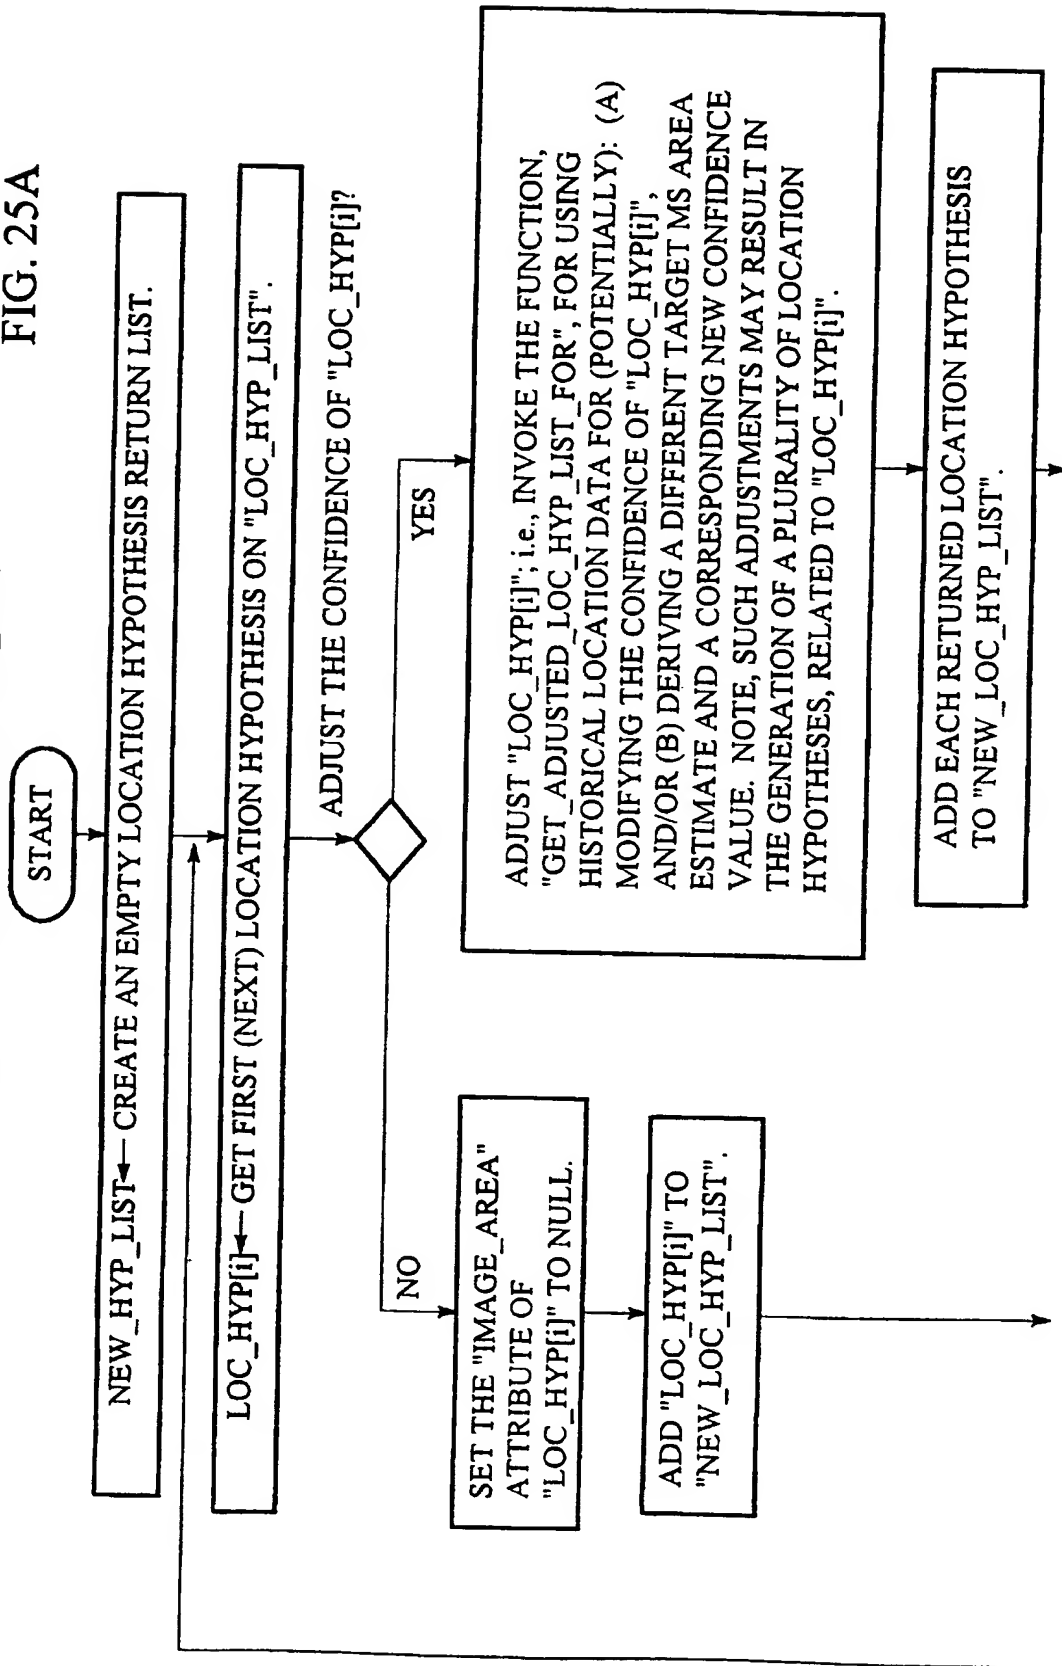 FIG. 25A
START
NEW_HYP_LIST ← CREATE AN EMPTY LOCATION HYPOTHESIS RETURN LIST.
LOC_HYP[i] ← GET FIRST (NEXT) LOCATION HYPOTHESIS ON "LOC_HYP_LIST".
ADJUST THE CONFIDENCE OF "LOC_HYP[i]?
NO
YES
SET THE "IMAGE_AREA"
ATTRIBUTE OF
"LOC_HYP[i]" TO NULL.
ADD "LOC_HYP[i]" TO
"NEW_LOC_HYP_LIST".
ADJUST "LOC_HYP[i]"; i.e., INVOKE THE FUNCTION,
"GET_ADJUSTED_LOC_HYP_LIST_FOR", FOR USING
HISTORICAL LOCATION DATA FOR (POTENTIALLY): (A)
MODIFYING THE CONFIDENCE OF "LOC_HYP[i]",
AND/OR (B) DERIVING A DIFFERENT TARGET MS AREA
ESTIMATE AND A CORRESPONDING NEW CONFIDENCE
VALUE. NOTE, SUCH ADJUSTMENTS MAY RESULT IN
THE GENERATION OF A PLURALITY OF LOCATION
HYPOTHESES, RELATED TO "LOC_HYP[i]".
ADD EACH RETURNED LOCATION HYPOTHESIS
TO "NEW_LOC_HYP_LIST".